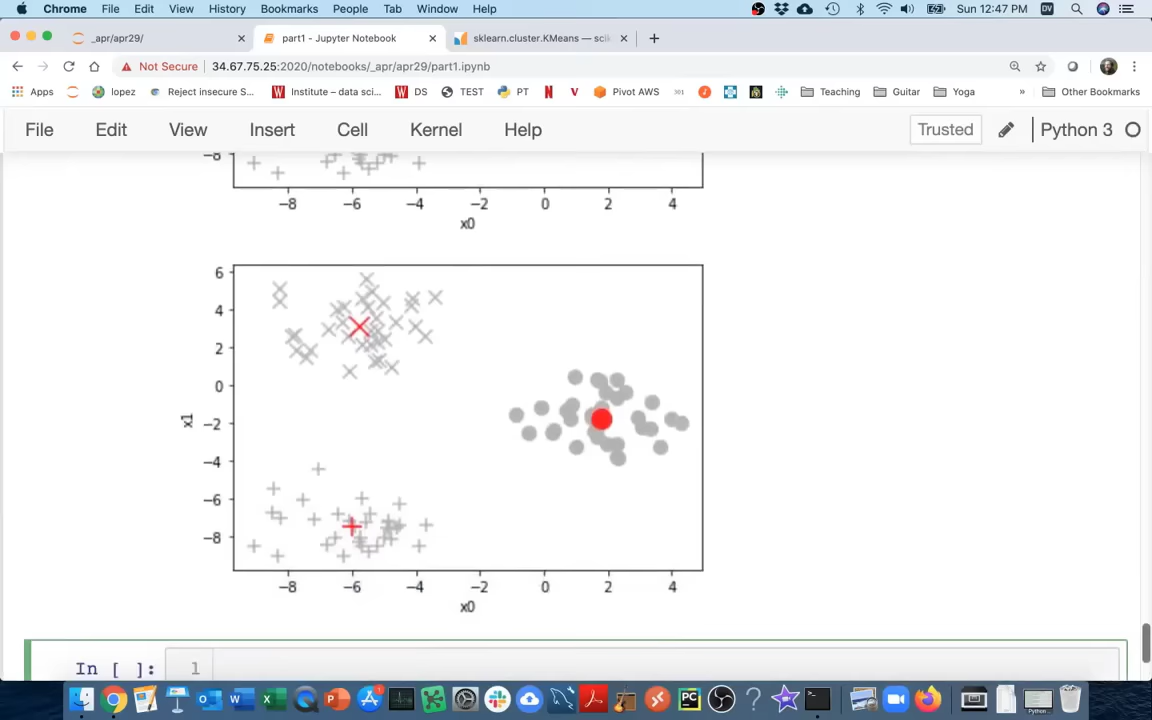 Chrome File Edit View History Bookmarks People Tab Window Help Sun 12:47 PM DV
_apr/apr29/ part1 - Jupyter Notebook sklearn.cluster.KMeans — scik
Not Secure 34.67.75.25:2020/notebooks/_apr/apr29/part1.ipynb
Apps lopez Reject insecure S... Institute – data sci... DS TEST PT Pivot AWS Teaching Guitar Yoga » Other Bookmarks
File Edit View Insert Cell Kernel Help Trusted Python 3
−8
−8 −6 −4 −2 0 2 4
x0
6
4
2
0
−2
−4
−6
−8
x1
−8 −6 −4 −2 0 2 4
x0
In [ ]: 1